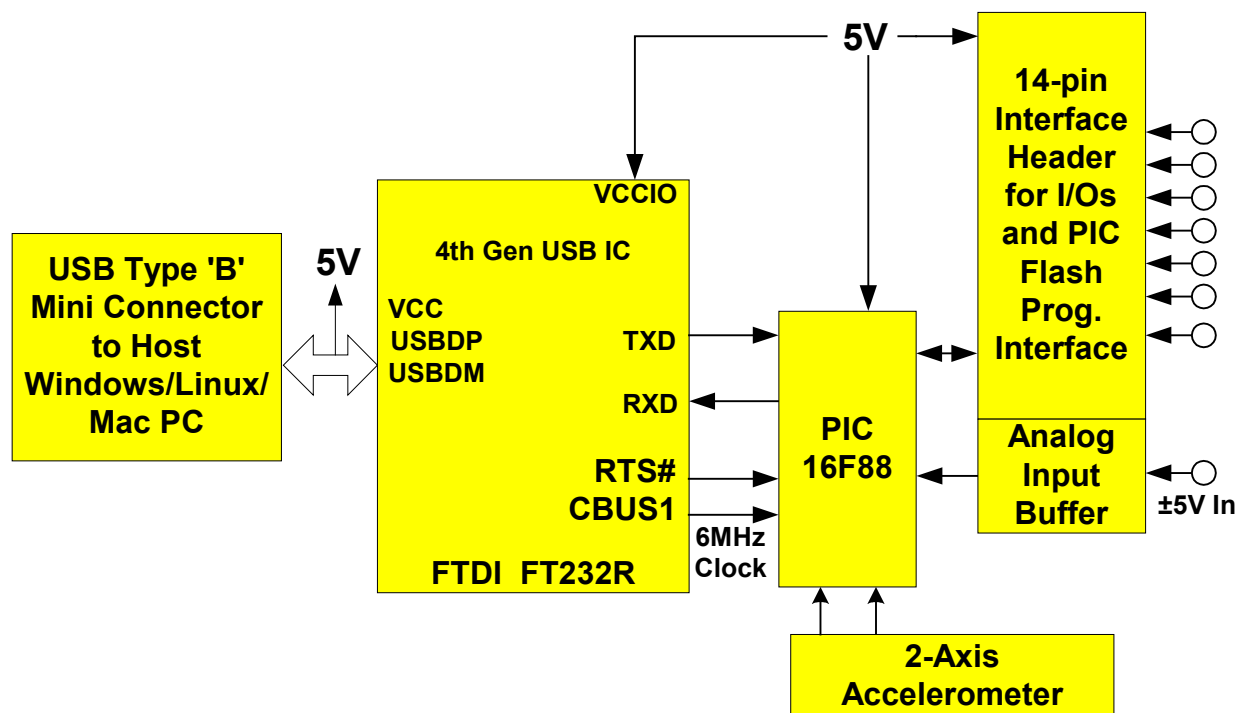 5V
14-pin
Interface
Header
for I/Os
and PIC
Flash
Prog.
Interface
VCCIO
4th Gen USB IC
USB Type 'B'
Mini Connector
to Host
Windows/Linux/
Mac PC
5V
VCC
USBDP
USBDM
TXD
RXD
RTS#
CBUS1
6MHz
Clock
FTDI FT232R
PIC
16F88
Analog
Input
Buffer
±5V In
2-Axis
Accelerometer